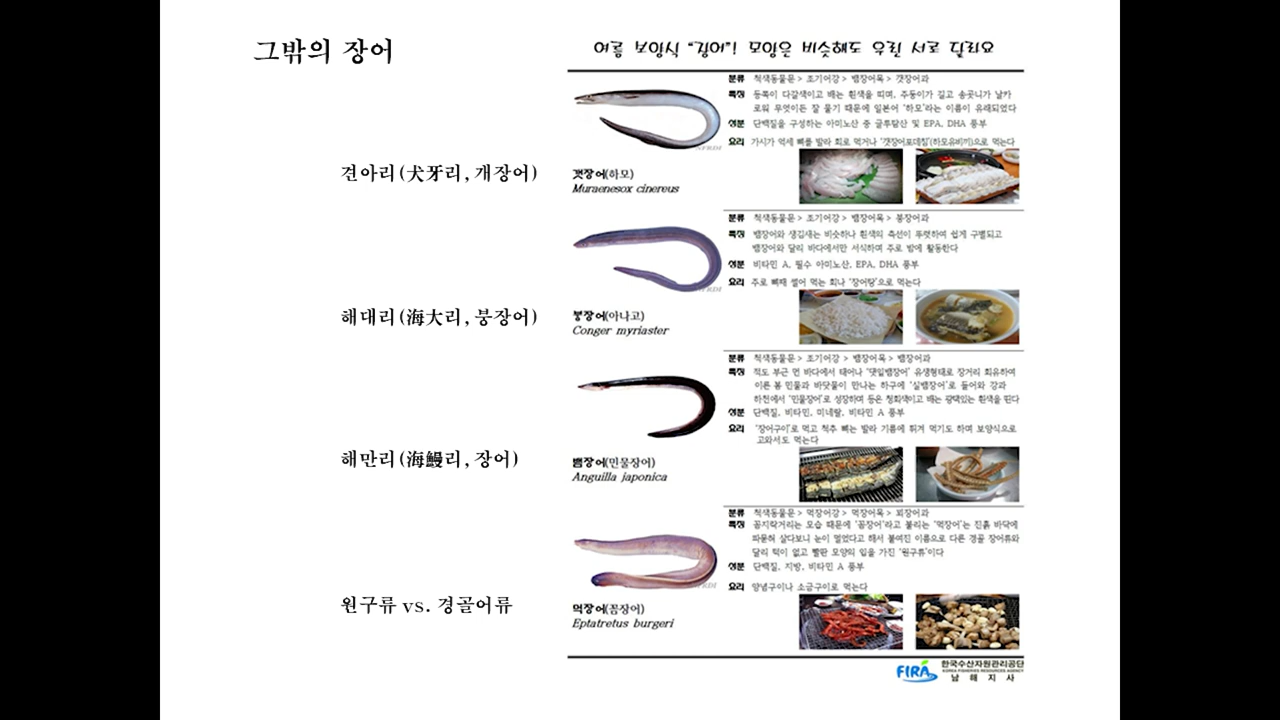 그밖의 장어
여름 보양식 "장어"! 모양은 비슷해도 우린 서로 달라요
분류 척색동물문 > 조기어강 > 뱀장어목 > 갯장어과
특징 등쪽이 다갈색이고 배는 흰색을 띠며, 주둥이가 길고 송곳니가 날카
로워 무엇이든 잘 물기 때문에 일본어 '하모'라는 이름이 유래되었다
성분 단백질을 구성하는 아미노산 중 글루탐산 및 EPA, DHA 풍부
요리 가시가 억세 뼈를 발라 회로 먹거나 '갯장어포데침'(하모유비끼)으로 먹는다
견아리(犬牙리, 개장어)
갯장어(하모)
Muraenesox cinereus
분류 척색동물문 > 조기어강 > 뱀장어목 > 붕장어과
특징 뱀장어와 생김새는 비슷하나 흰색의 측선이 뚜렷하여 쉽게 구별되고
뱀장어와 달리 바다에서만 서식하며 주로 밤에 활동한다
성분 비타민 A, 필수 아미노산, EPA, DHA 풍부
요리 주로 뼈째 썰어 먹는 회나 '장어탕'으로 먹는다
해대리(海大리, 붕장어)
붕장어(아나고)
Conger myriaster
분류 척색동물문 > 조기어강 > 뱀장어목 > 뱀장어과
특징 적도 부근 먼 바다에서 태어나 '댓잎뱀장어' 유생형태로 장거리 회유하여
이른 봄 민물과 바닷물이 만나는 하구에 '실뱀장어'로 들어와 강과
하천에서 '민물장어'로 성장하며 등은 청회색이고 배는 광택있는 흰색을 띤다
성분 단백질, 비타민, 미네랄, 비타민 A 풍부
요리 '장어구이'로 먹고 척추 뼈는 발라 기름에 튀겨 먹기도 하며 보양식으로
고와서도 먹는다
해만리(海鰻리, 장어)
뱀장어(민물장어)
Anguilla japonica
분류 척색동물문 > 먹장어강 > 먹장어목 > 꾀장어과
특징 꼼지락거리는 모습 때문에 '꼼장어'라고 불리는 '먹장어'는 진흙 바닥에
파묻혀 살다보니 눈이 멀었다고 해서 붙여진 이름으로 다른 경골 장어류와
달리 턱이 없고 빨판 모양의 입을 가진 '원구류'이다
성분 단백질, 지방, 비타민 A 풍부
요리 양념구이나 소금구이로 먹는다
원구류 vs. 경골어류
먹장어(꼼장어)
Eptatretus burgeri
FIRA 한국수산자원관리공단
KOREA FISHERIES RESOURCES AGENCY
남해지사